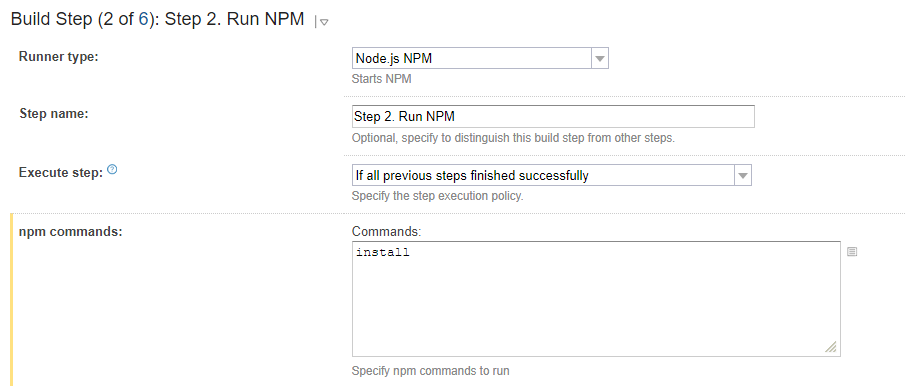 Build Step (2 of 6): Step 2. Run NPM
Runner type: Node.js NPM
Starts NPM
Step name: Step 2. Run NPM
Optional, specify to distinguish this build step from other steps.
Execute step: If all previous steps finished successfully
Specify the step execution policy.
npm commands: Commands:
install
Specify npm commands to run